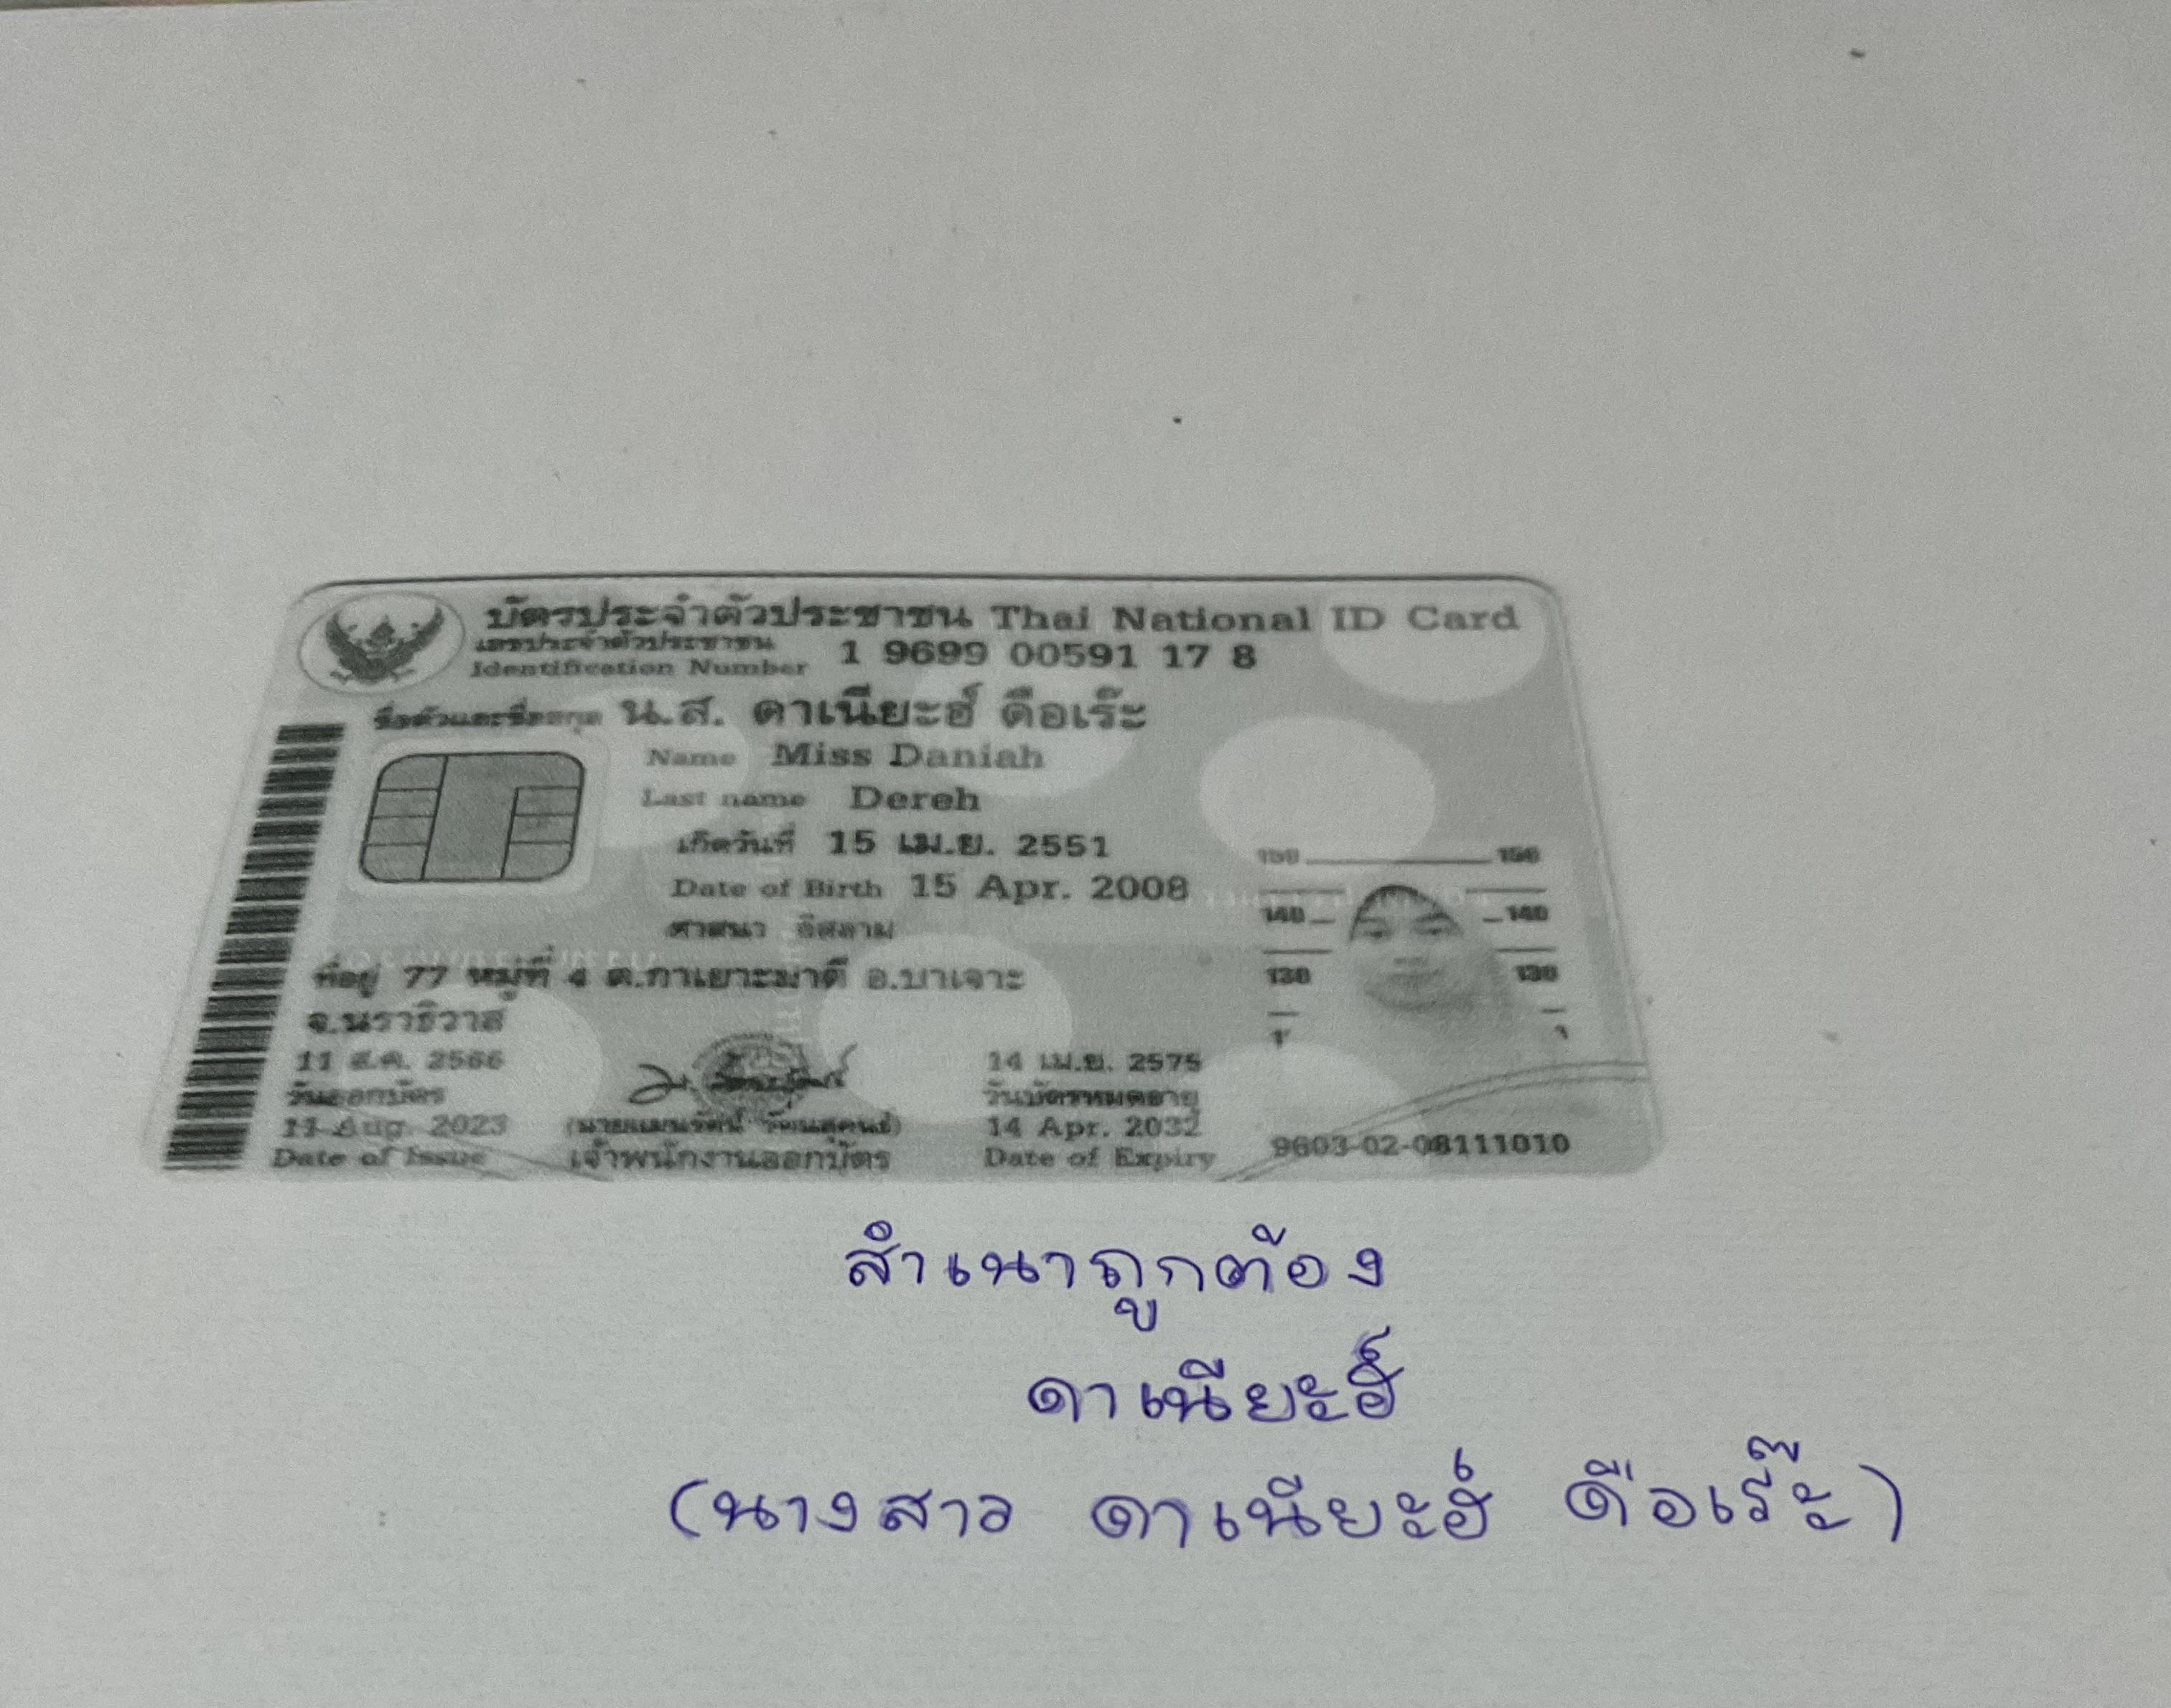 บัตรประจำตัวประชาชน Thai National ID Card
เลขประจำตัวประชาชน
Identification Number 1 9699 00591 17 8
ชื่อตัวและชื่อสกุล น.ส. ดาเนียะฮ์ ดือเร๊ะ
Name Miss Daniah
Last name Dereh
เกิดวันที่ 15 เม.ย. 2551
Date of Birth 15 Apr. 2008
ศาสนา อิสลาม
ที่อยู่ 77 หมู่ที่ 4 ต.กาเยาะมาตี อ.บาเจาะ
จ.นราธิวาส
150 150
140 140
130 130
11 ส.ค. 2566
วันออกบัตร
11 Aug. 2023
Date of Issue
เจ้าพนักงานออกบัตร
14 เม.ย. 2575
วันบัตรหมดอายุ
14 Apr. 2032
Date of Expiry
9603-02-08111010
สำเนาถูกต้อง
ดาเนียะฮ์
(นางสาว ดาเนียะฮ์ ดือเร๊ะ)